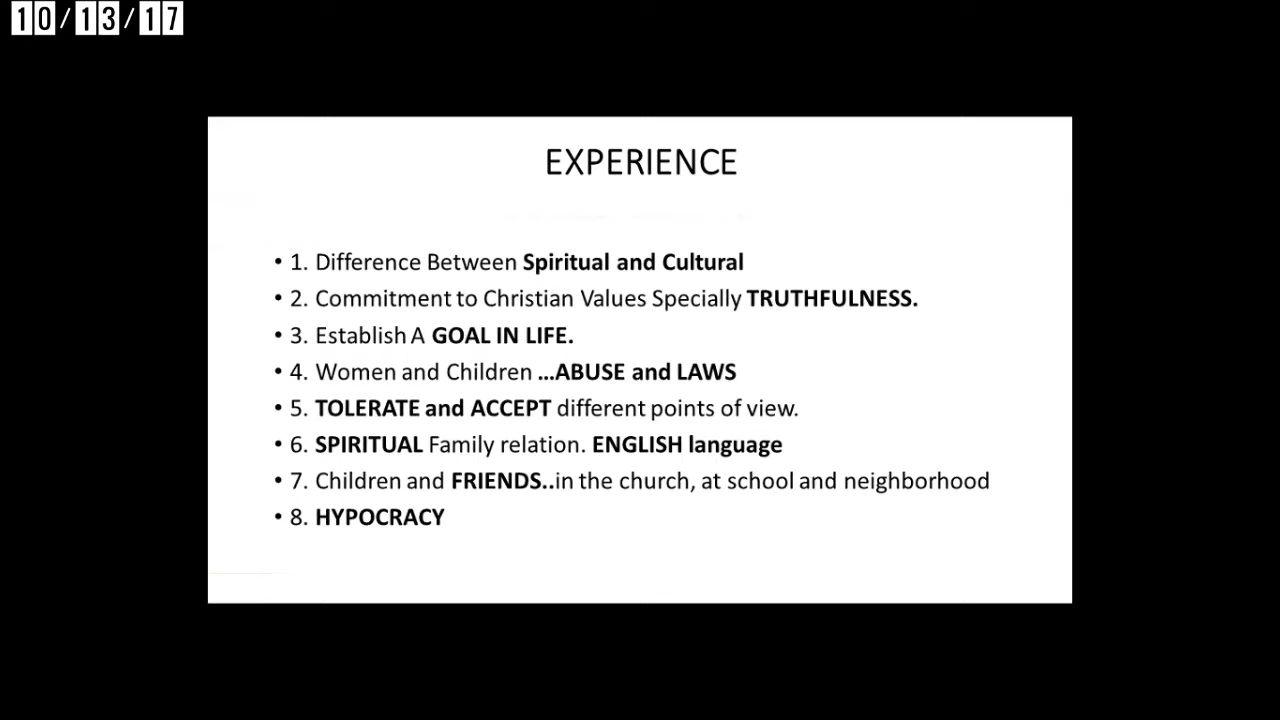 10/13/17
EXPERIENCE
• 1. Difference Between Spiritual and Cultural
• 2. Commitment to Christian Values Specially TRUTHFULNESS.
• 3. Establish A GOAL IN LIFE.
• 4. Women and Children ...ABUSE and LAWS
• 5. TOLERATE and ACCEPT different points of view.
• 6. SPIRITUAL Family relation. ENGLISH language
• 7. Children and FRIENDS..in the church, at school and neighborhood
• 8. HYPOCRACY